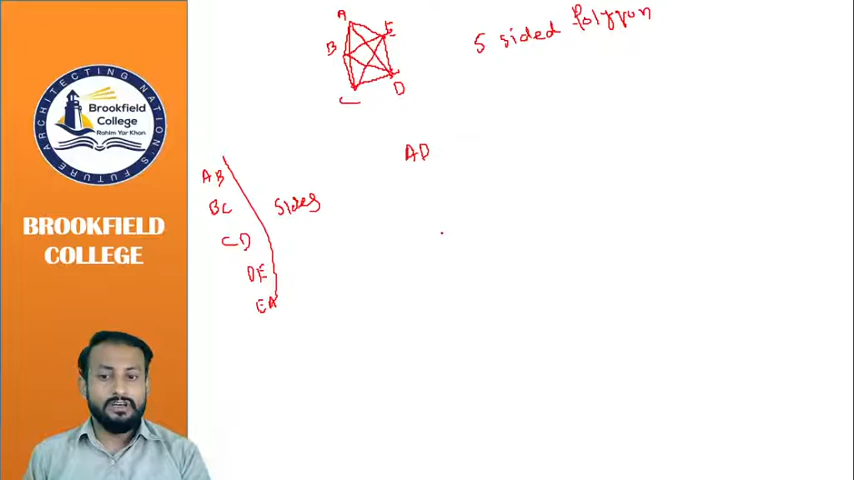 A
E
B
C
D
5 sided Polygon
ARCHITECTING NATION'S FUTURE
Brookfield
College
Rahim Yar Khan
AD
AB
BC
Sides
CD
DE
EA
BROOKFIELD
COLLEGE